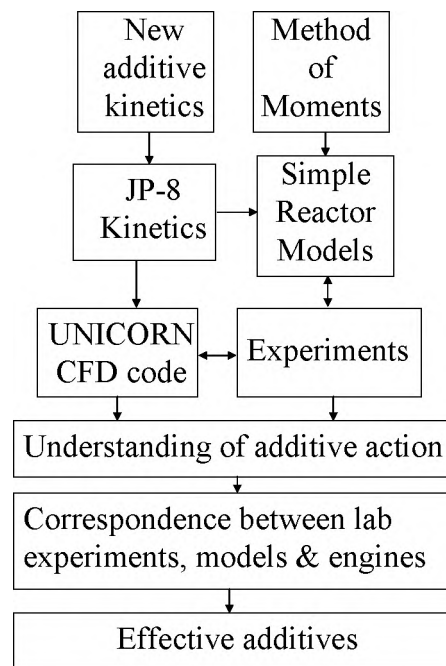 New
additive
kinetics
Method
of
Moments
JP-8
Kinetics
Simple
Reactor
Models
UNICORN
CFD code
Experiments
Understanding of additive action
Correspondence between lab
experiments, models & engines
Effective additives